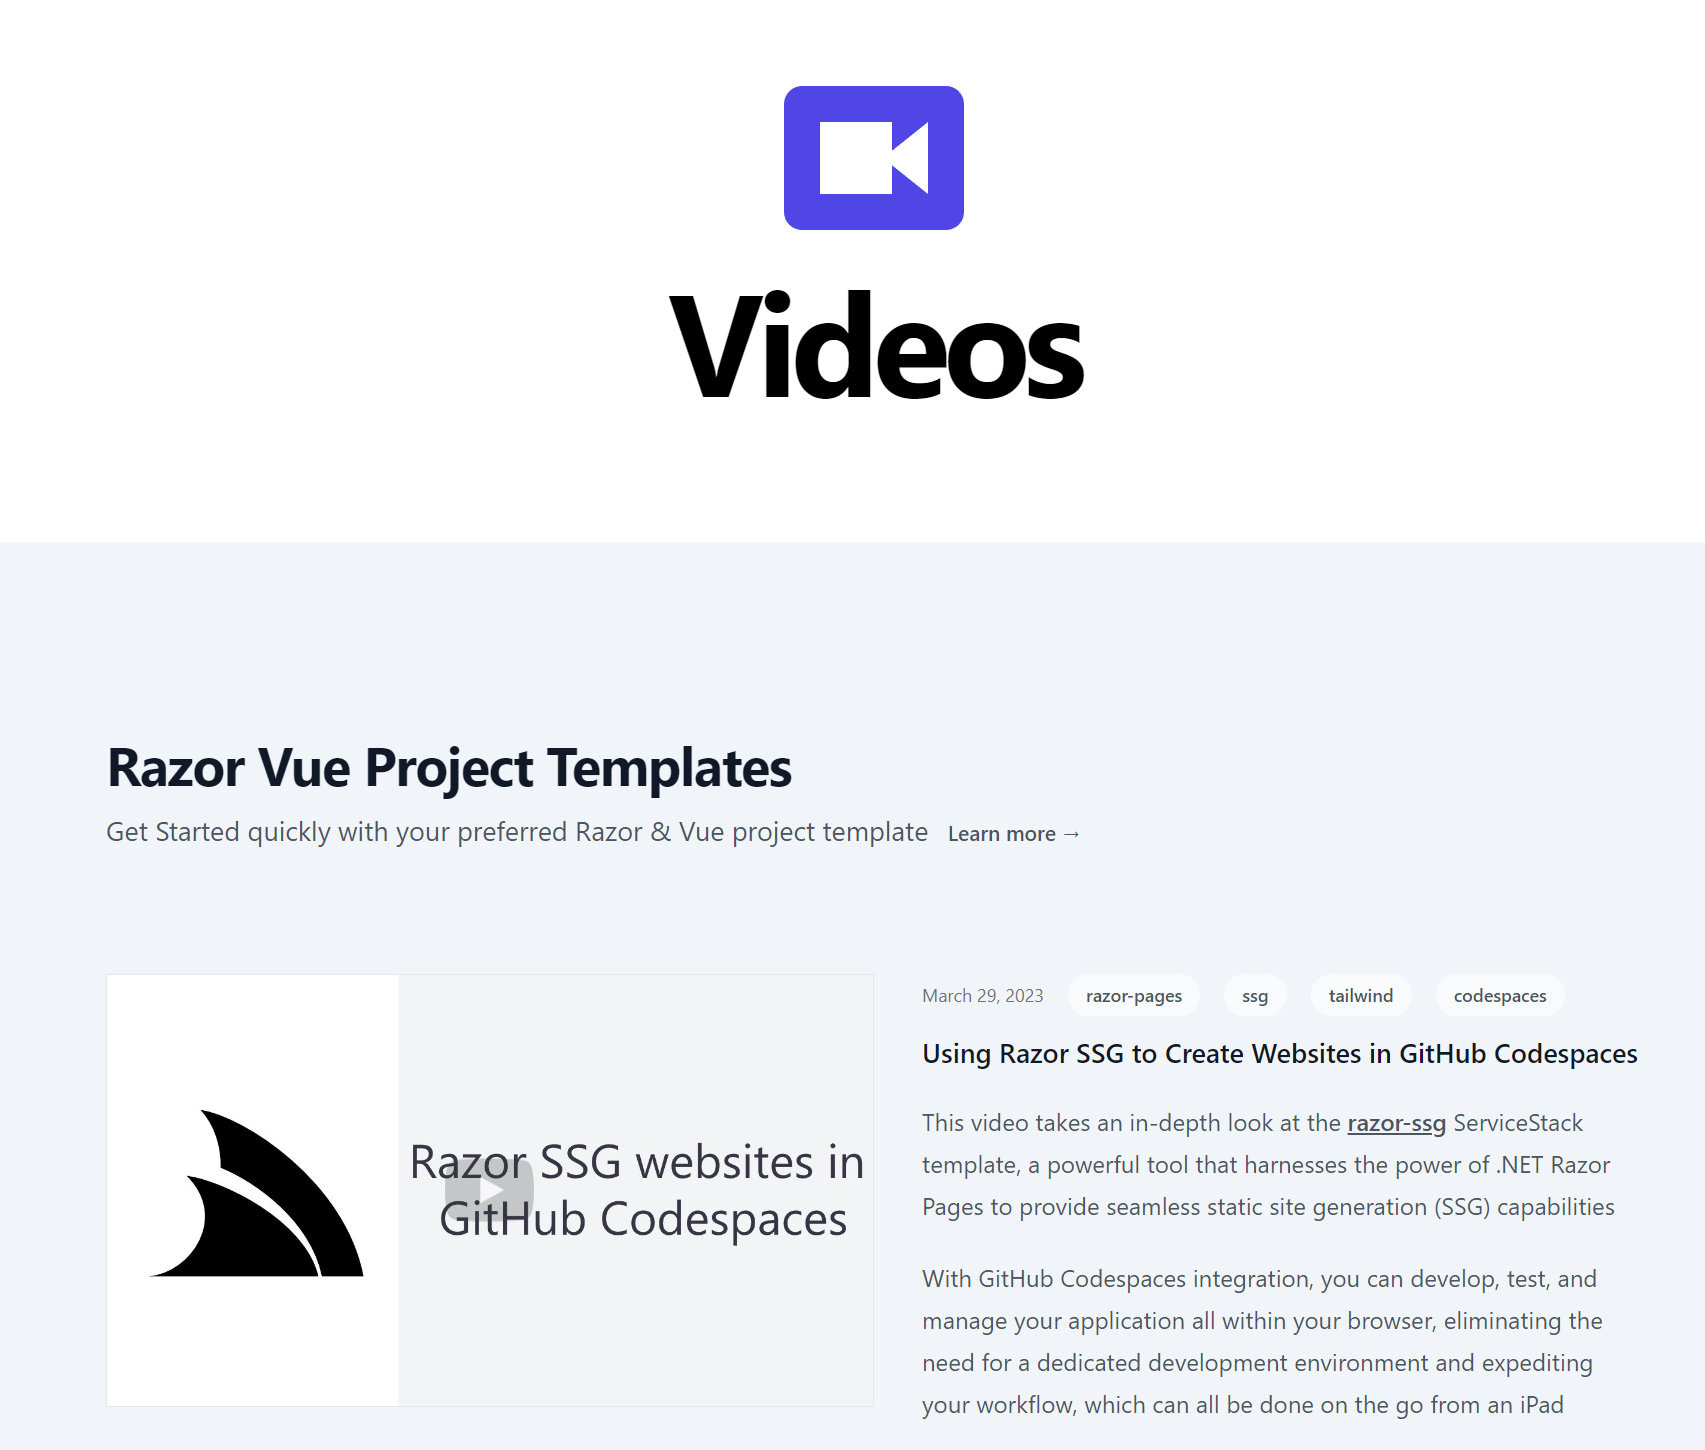 Videos
Razor Vue Project Templates
Get Started quickly with your preferred Razor & Vue project template Learn more →
Razor SSG websites in
GitHub Codespaces
March 29, 2023 razor-pages ssg tailwind codespaces
Using Razor SSG to Create Websites in GitHub Codespaces
This video takes an in-depth look at the razor-ssg ServiceStack
template, a powerful tool that harnesses the power of .NET Razor
Pages to provide seamless static site generation (SSG) capabilities
With GitHub Codespaces integration, you can develop, test, and
manage your application all within your browser, eliminating the
need for a dedicated development environment and expediting
your workflow, which can all be done on the go from an iPad